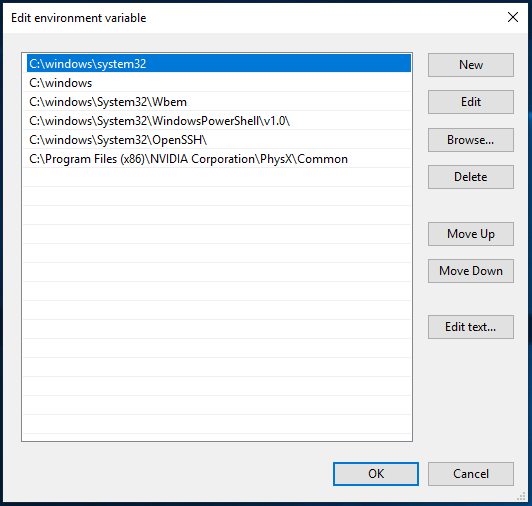 Edit environment variable
C:\windows\system32
C:\windows
C:\windows\System32\Wbem
C:\windows\System32\WindowsPowerShell\v1.0\
C:\windows\System32\OpenSSH\
C:\Program Files (x86)\NVIDIA Corporation\PhysX\Common
New
Edit
Browse...
Delete
Move Up
Move Down
Edit text...
OK
Cancel